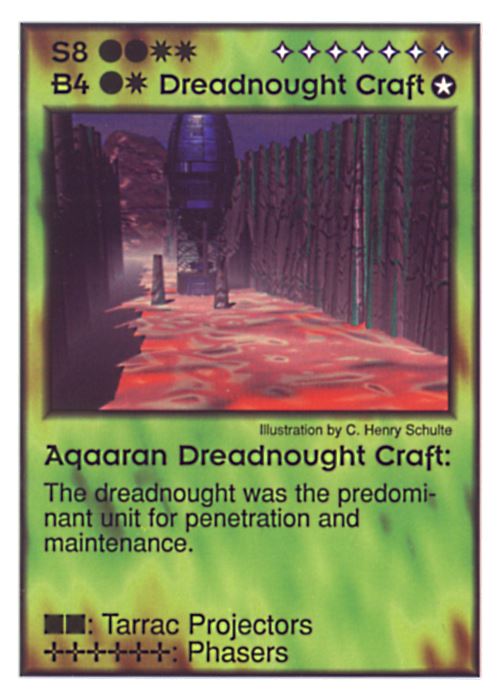 S8
B4 Dreadnought Craft
Illustration by C. Henry Schulte
Aqaaran Dreadnought Craft:
The dreadnought was the predomi-
nant unit for penetration and
maintenance.
: Tarrac Projectors
: Phasers